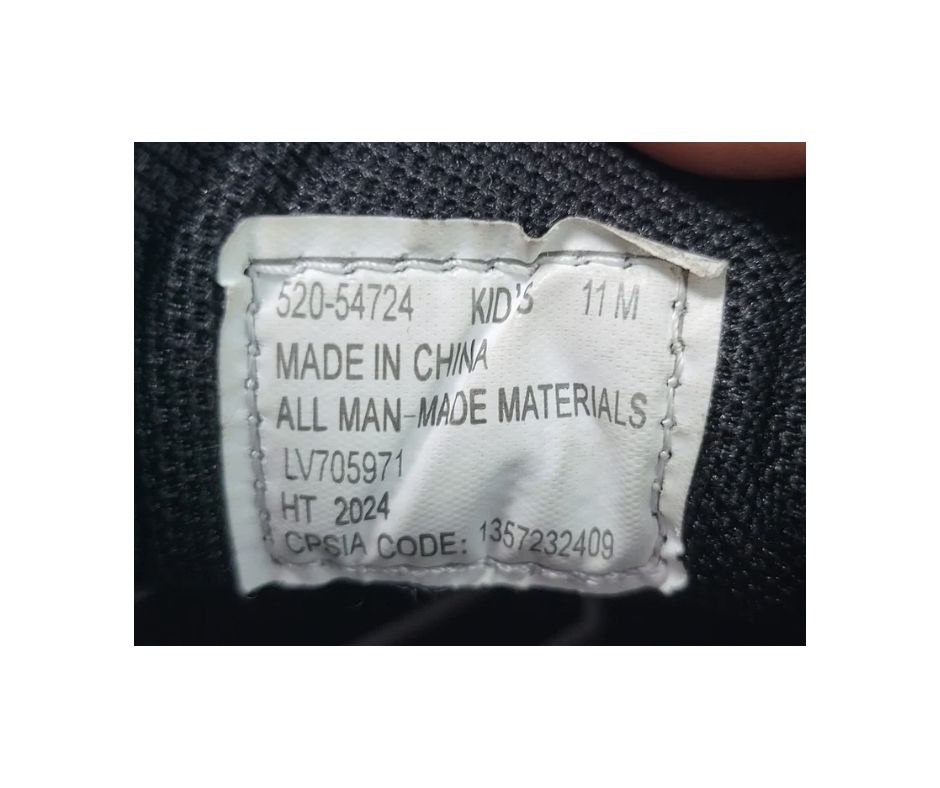 520-54724 KID'S 11 M
MADE IN CHINA
ALL MAN-MADE MATERIALS
LV705971
HT 2024
CPSIA CODE: 1357232409